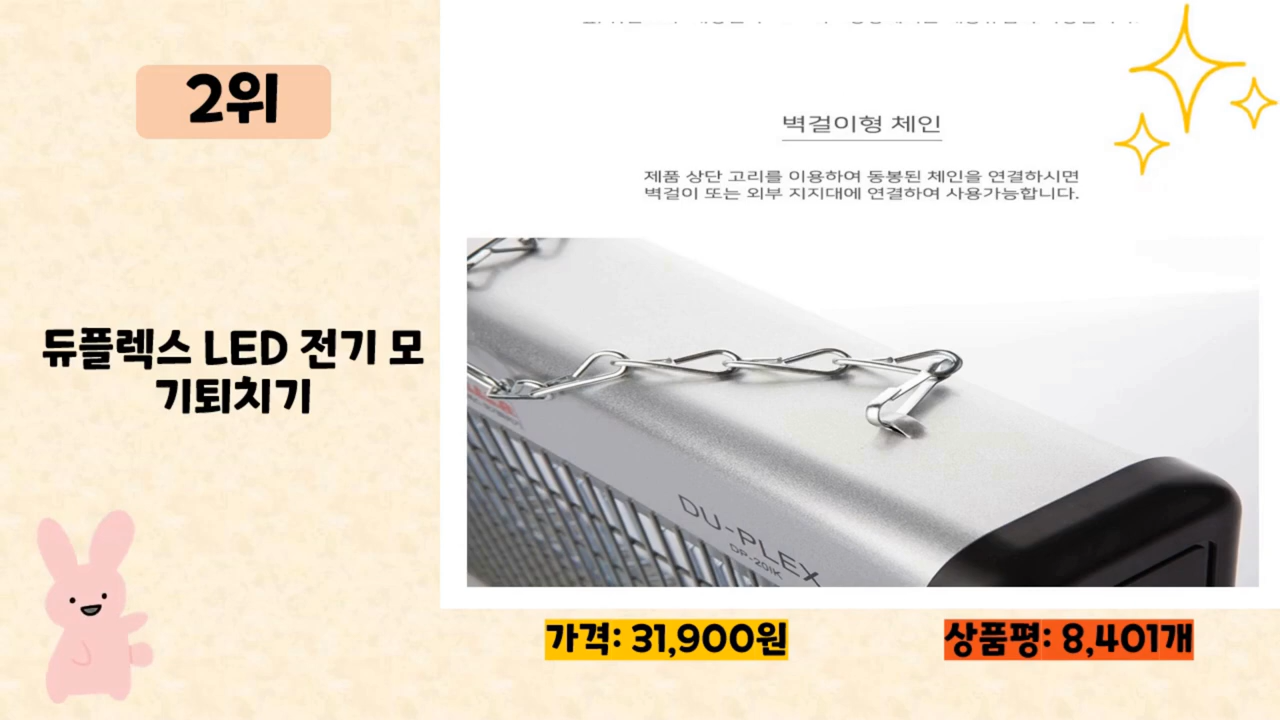 2위
벽걸이형 체인
제품 상단 고리를 이용하여 동봉된 체인을 연결하시면
벽걸이 또는 외부 지지대에 연결하여 사용가능합니다.
듀플렉스 LED 전기 모
기퇴치기
DU-PLEX
DP-201K
가격: 31,900원
상품평: 8,401개